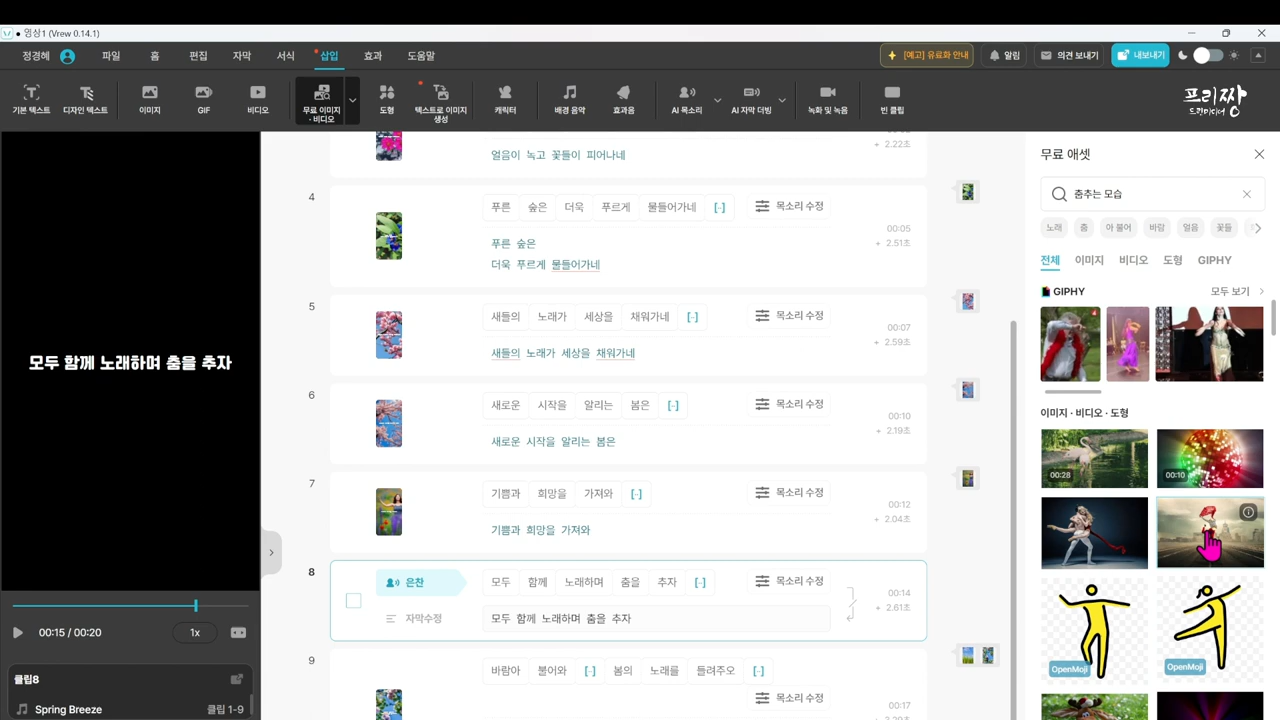 ● 영상1 (Vrew 0.14.1)
정경혜 파일 홈 편집 자막 서식 삽입 효과 도움말 [예고] 유료화 안내 알림 의견 보내기 내보내기
기본 텍스트 디자인 텍스트 이미지 GIF 비디오 무료 이미지 · 비디오 도형 텍스트로 이미지 생성 캐릭터 배경 음악 효과음 AI 목소리 AI 자막 더빙 녹화 및 녹음 빈 클립
프리짱
드림미디어
모두 함께 노래하며 춤을 추자
00:15 / 00:20 1x
클립8
Spring Breeze 클립 1-9
+ 2.22초
얼음이 녹고 꽃들이 피어나네
4
푸른 숲은 더욱 푸르게 물들어가네 [··] 목소리 수정
00:05
+ 2.51초
푸른 숲은
더욱 푸르게 물들어가네
5
새들의 노래가 세상을 채워가네 [··] 목소리 수정
00:07
+ 2.59초
새들의 노래가 세상을 채워가네
6
새로운 시작을 알리는 봄은 [··] 목소리 수정
00:10
+ 2.19초
새로운 시작을 알리는 봄은
7
기쁨과 희망을 가져와 [··] 목소리 수정
00:12
+ 2.04초
기쁨과 희망을 가져와
8
은찬 모두 함께 노래하며 춤을 추자 [··] 목소리 수정
00:14
+ 2.61초
자막수정 모두 함께 노래하며 춤을 추자
9
바람아 불어와 [··] 봄의 노래를 들려주오 [··]
목소리 수정
00:17
무료 애셋
춤추는 모습
노래 춤 아 불어 바람 얼음 꽃들
전체 이미지 비디오 도형 GIPHY
GIPHY 모두 보기
이미지 · 비디오 · 도형
00:28 00:10
OpenMoji OpenMoji